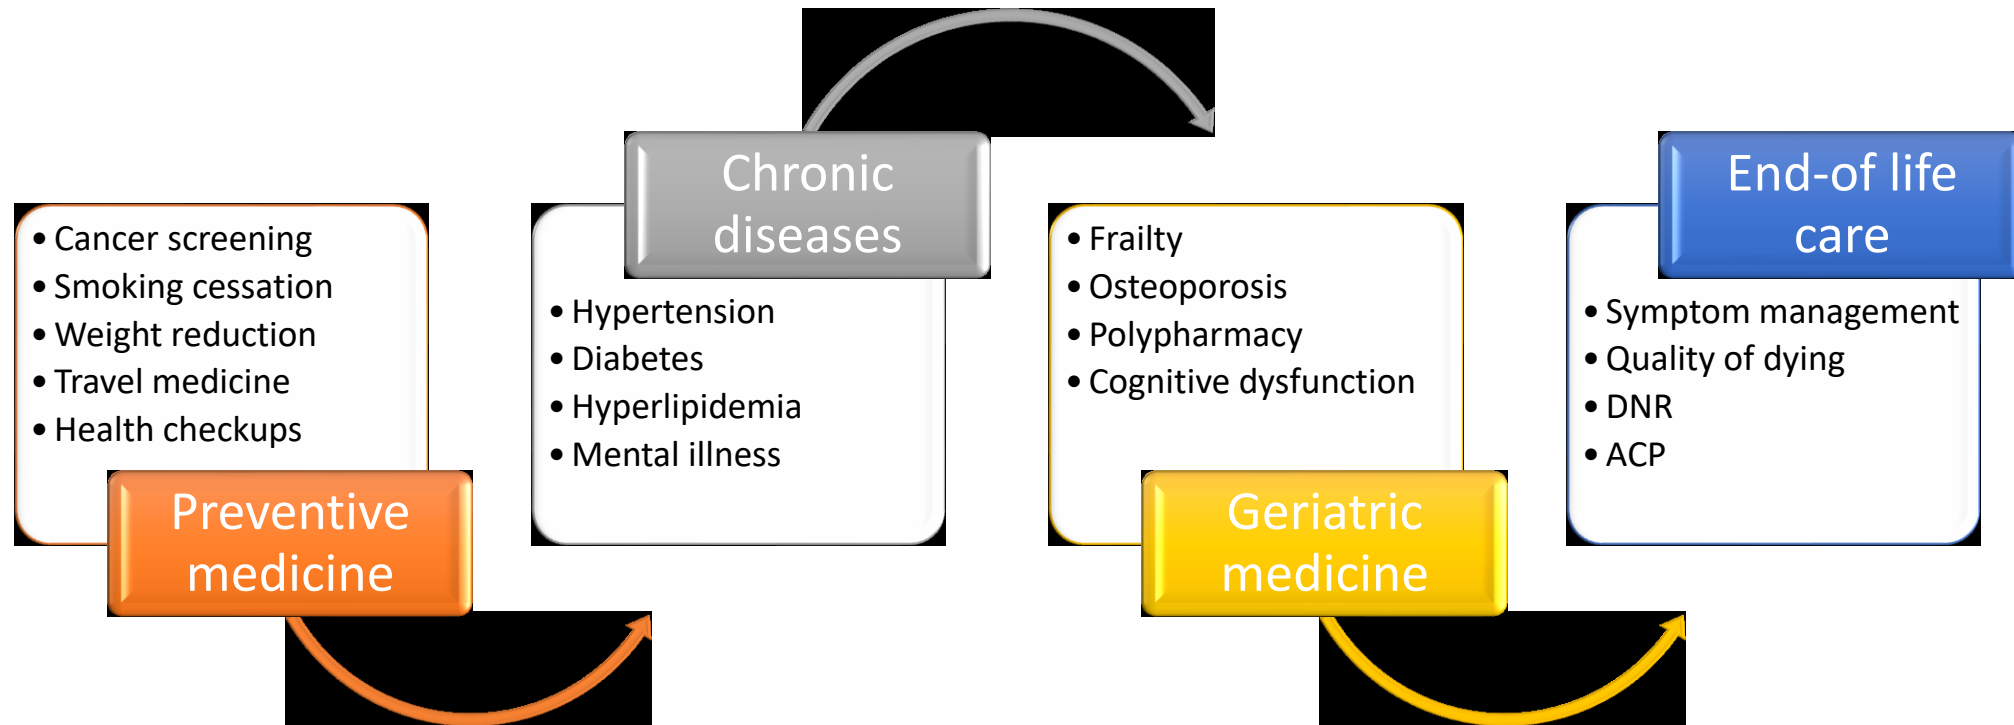 • Cancer screening
• Smoking cessation
• Weight reduction
• Travel medicine
• Health checkups
Preventive
medicine
Chronic
diseases
• Hypertension
• Diabetes
• Hyperlipidemia
• Mental illness
• Frailty
• Osteoporosis
• Polypharmacy
• Cognitive dysfunction
Geriatric
medicine
End-of life
care
• Symptom management
• Quality of dying
• DNR
• ACP